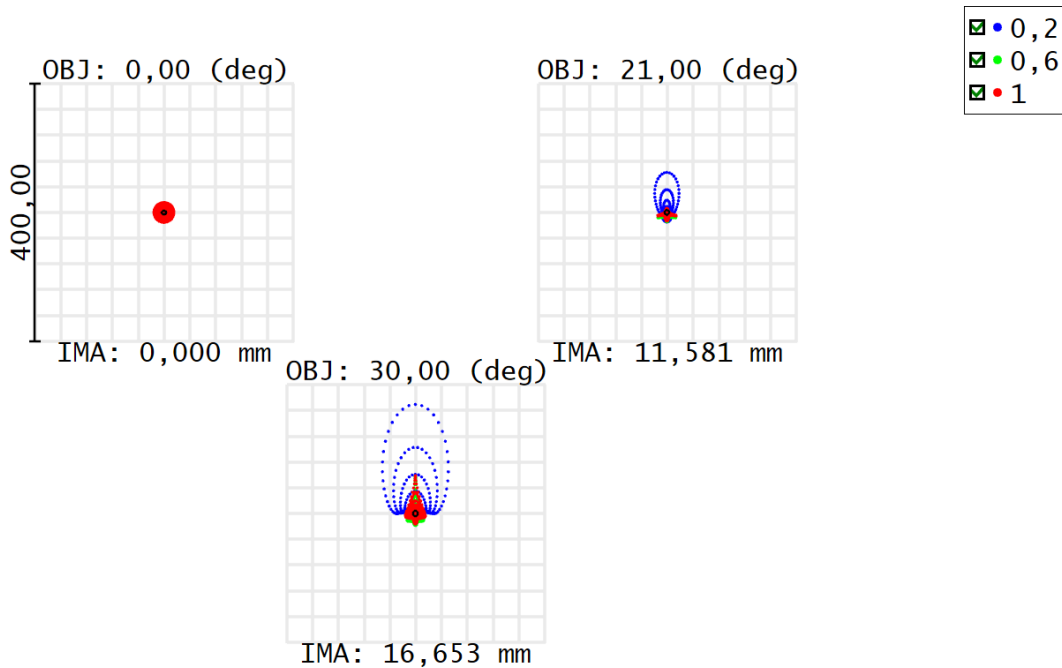 OBJ: 0,00 (deg)
400,00
IMA: 0,000 mm
OBJ: 21,00 (deg)
IMA: 11,581 mm
OBJ: 30,00 (deg)
IMA: 16,653 mm
0,2
0,6
1